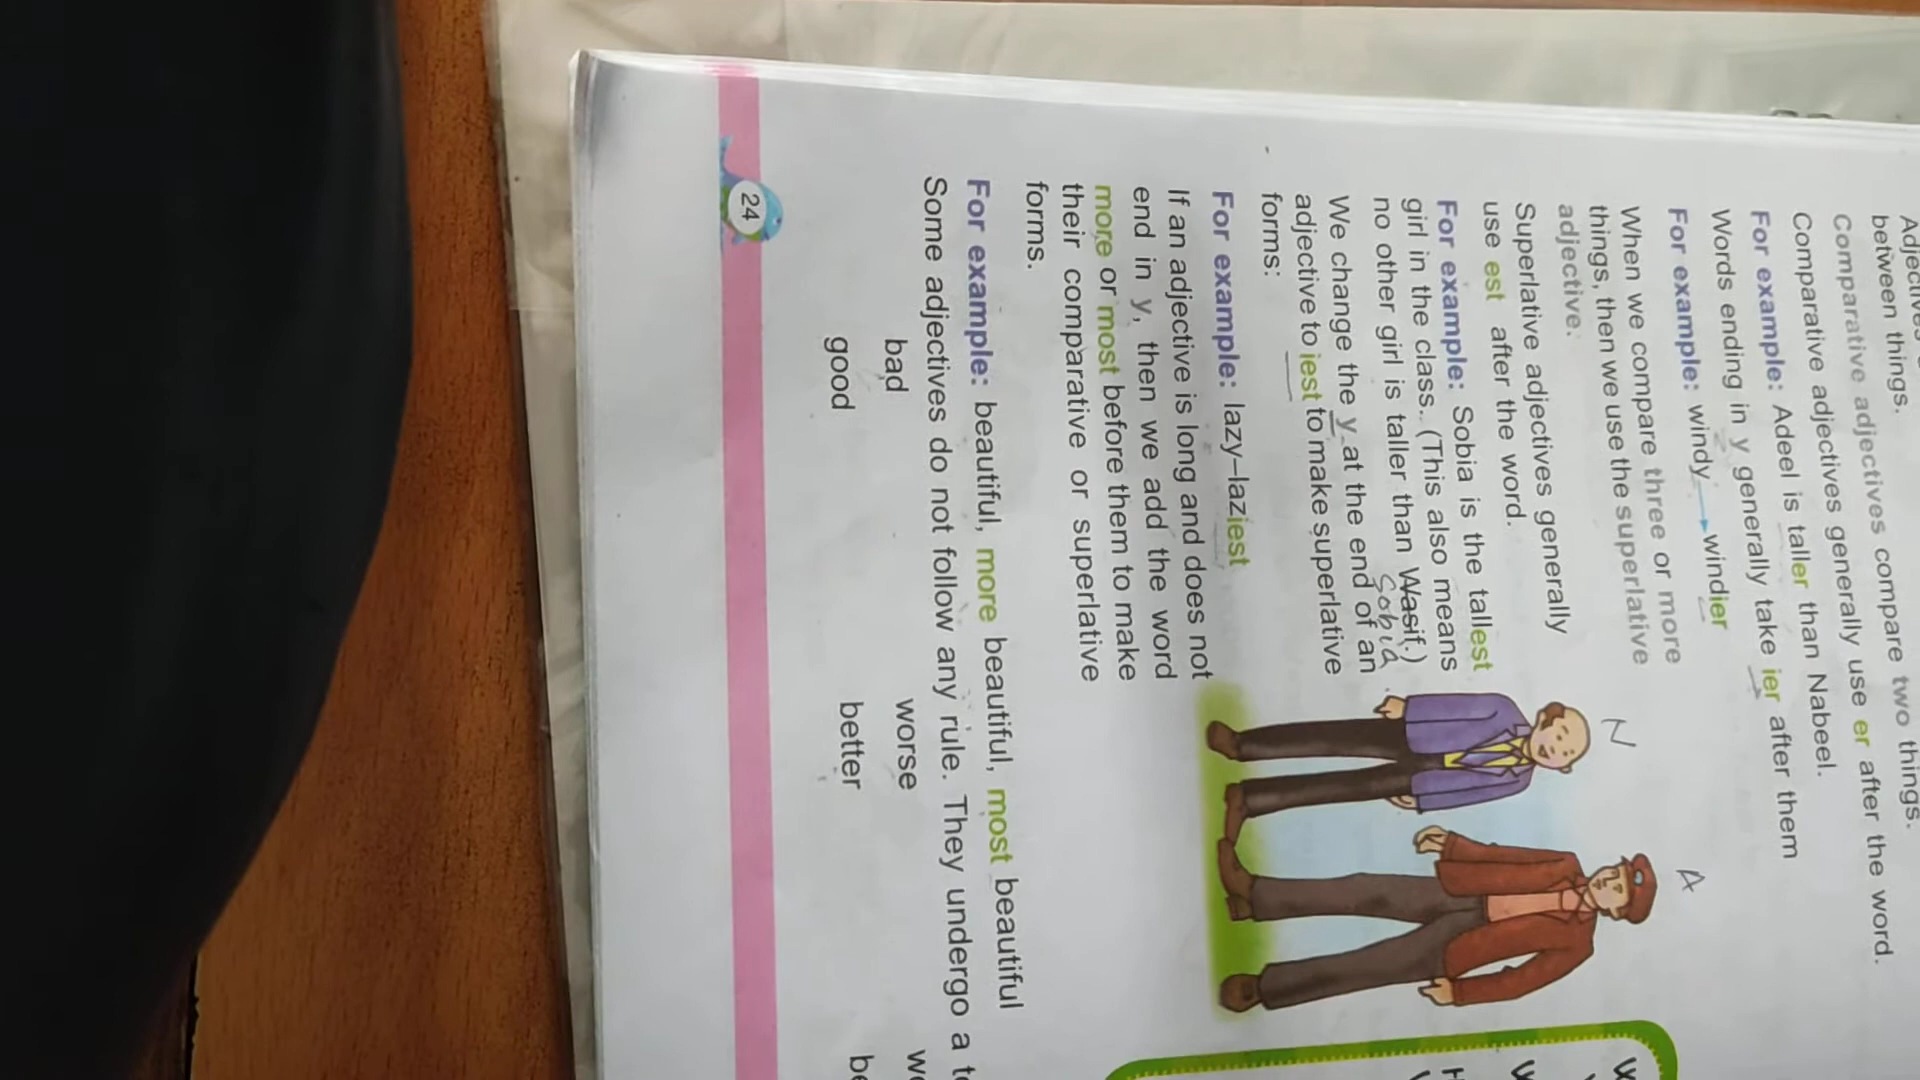 between things.
Comparative adjectives compare two things.
Comparative adjectives generally use er after the word.
For example: Adeel is taller than Nabeel.
Words ending in y generally take ier after them
For example: windy windier
When we compare three or more
things, then we use the superlative
adjective.
Superlative adjectives generally
use est after the word.
For example: Sobia is the tallest
girl in the class. (This also means
no other girl is taller than Wasif.)
Sobia
We change the y at the end of an
adjective to iest to make superlative
forms:
For example: lazy–laziest
If an adjective is long and does not
end in y, then we add the word
more or most before them to make
their comparative or superlative
forms.
N
A
For example: beautiful, more beautiful, most beautiful
Some adjectives do not follow any rule. They undergo a
bad worse
good better
24